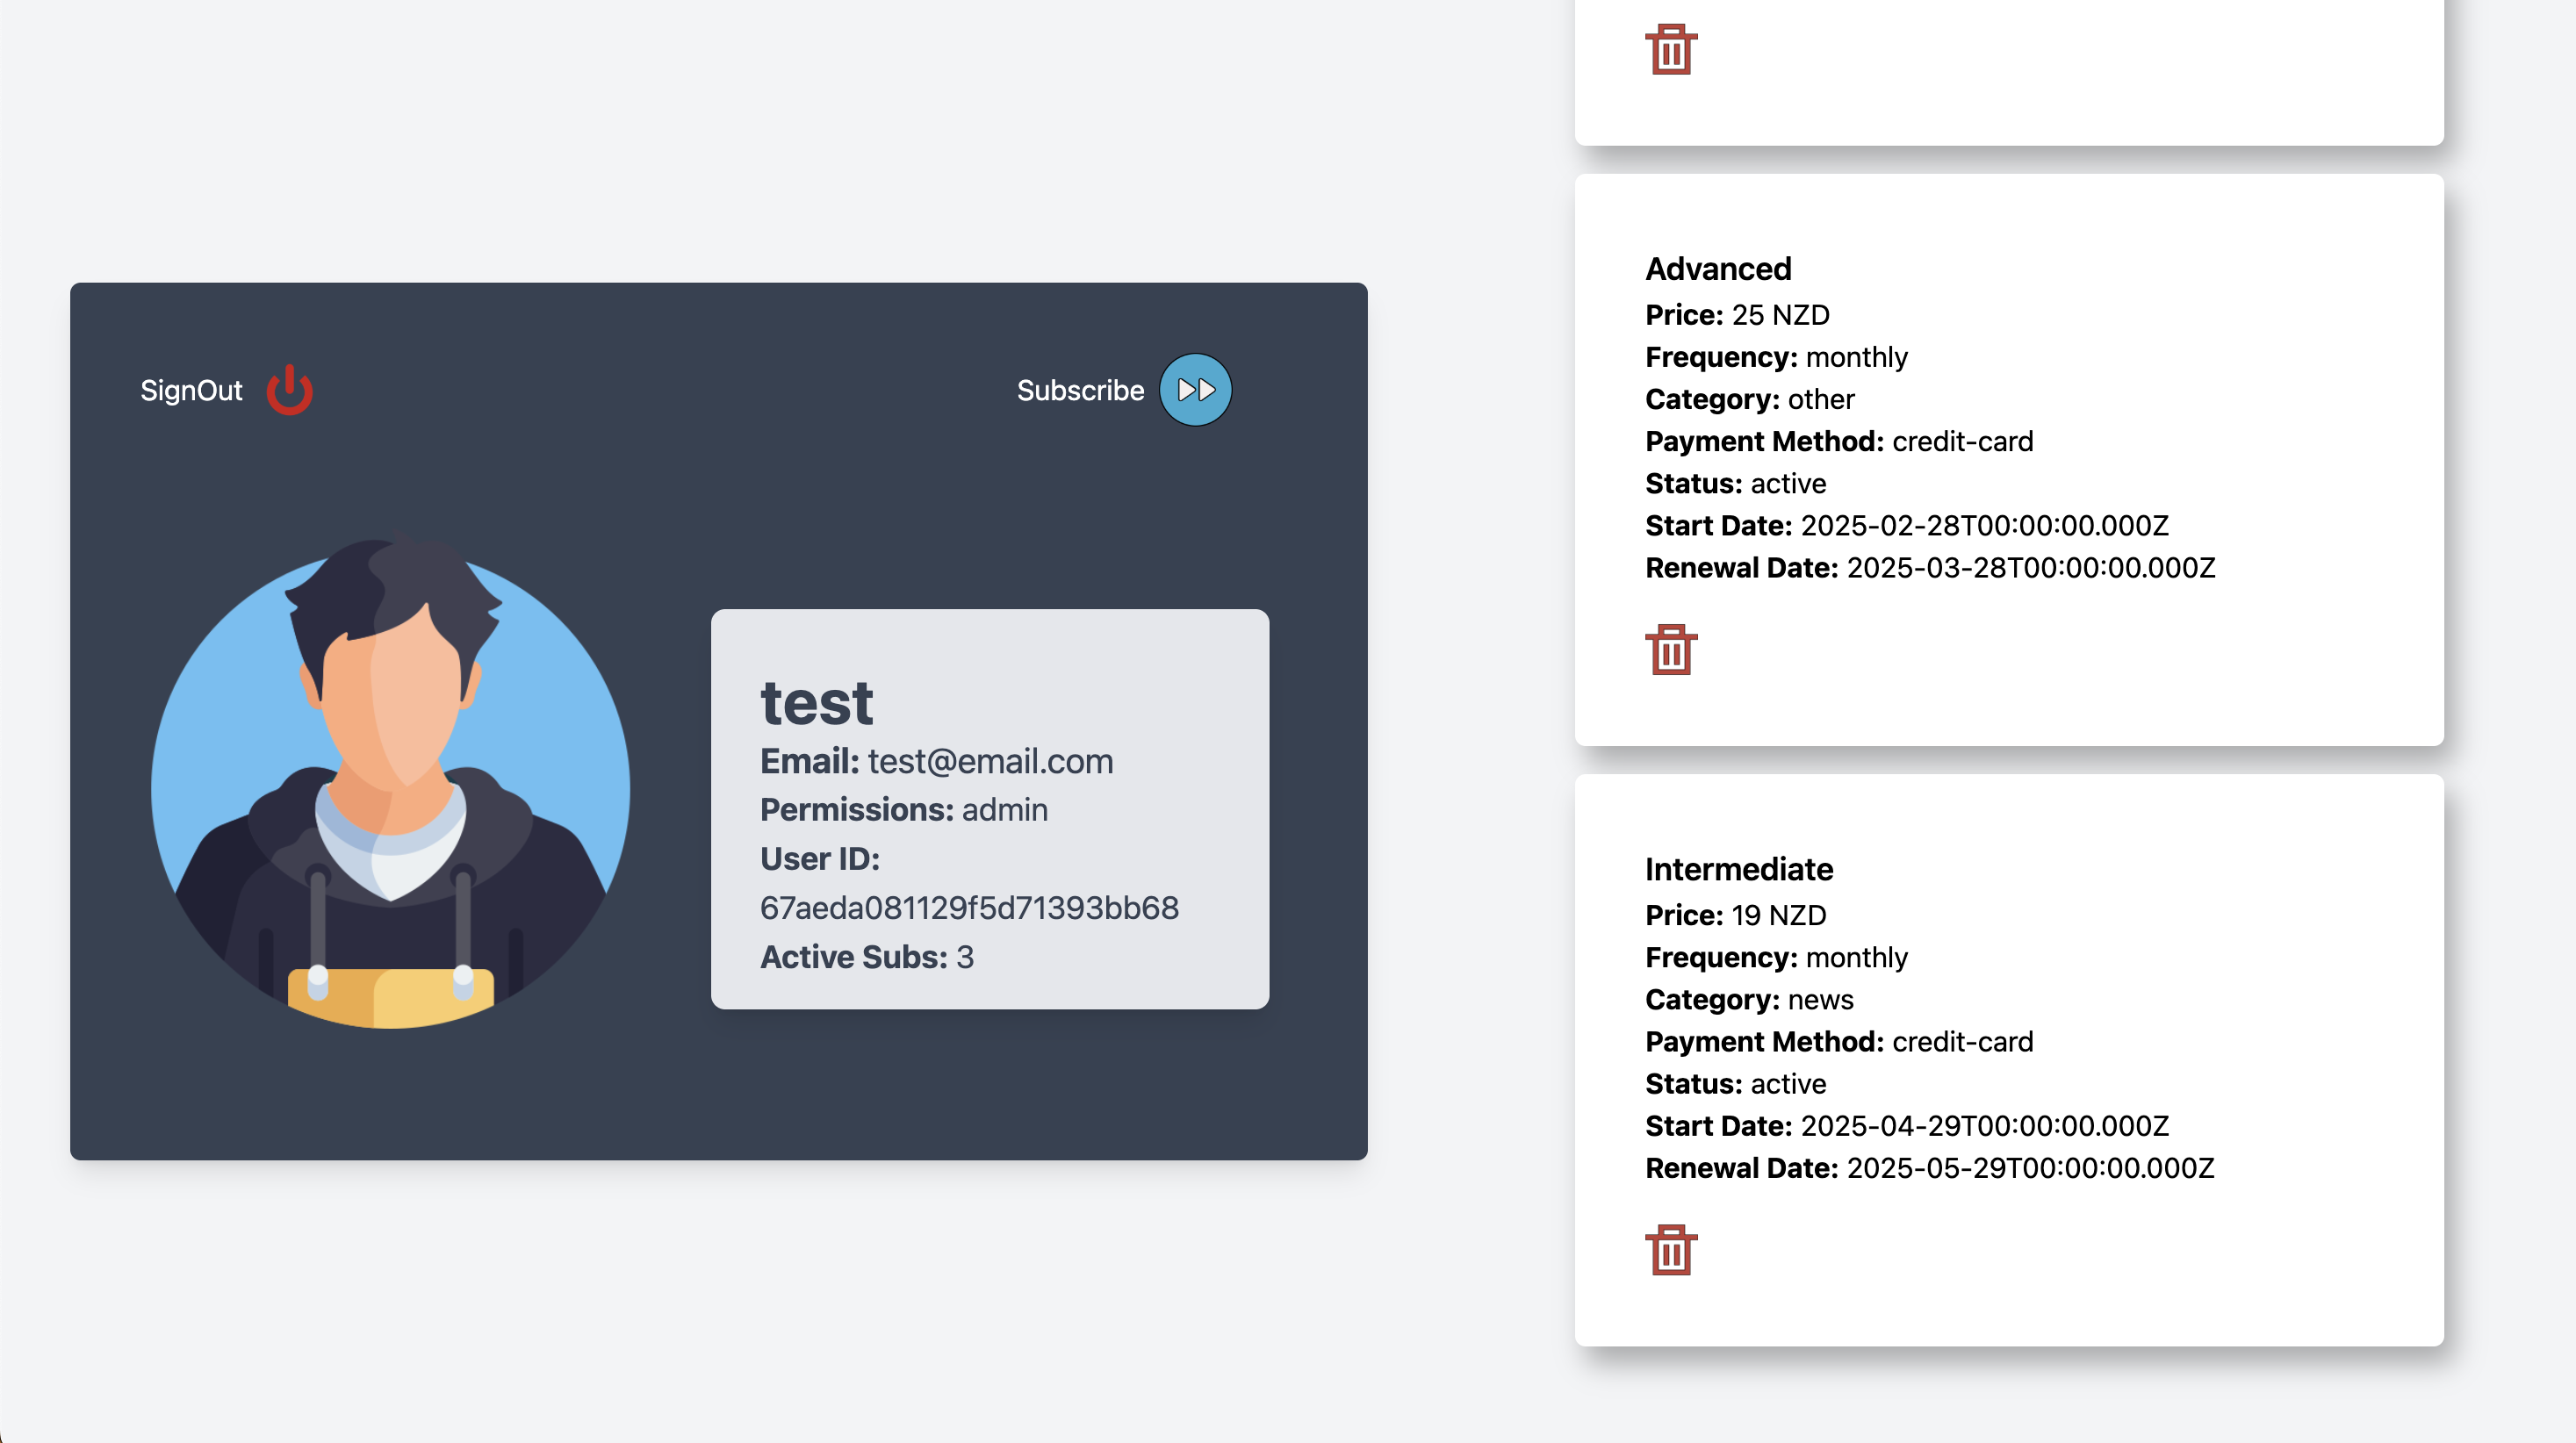 SignOut
Subscribe
test
Email: test@email.com
Permissions: admin
User ID:
67aeda081129f5d71393bb68
Active Subs: 3
Advanced
Price: 25 NZD
Frequency: monthly
Category: other
Payment Method: credit-card
Status: active
Start Date: 2025-02-28T00:00:00.000Z
Renewal Date: 2025-03-28T00:00:00.000Z
Intermediate
Price: 19 NZD
Frequency: monthly
Category: news
Payment Method: credit-card
Status: active
Start Date: 2025-04-29T00:00:00.000Z
Renewal Date: 2025-05-29T00:00:00.000Z